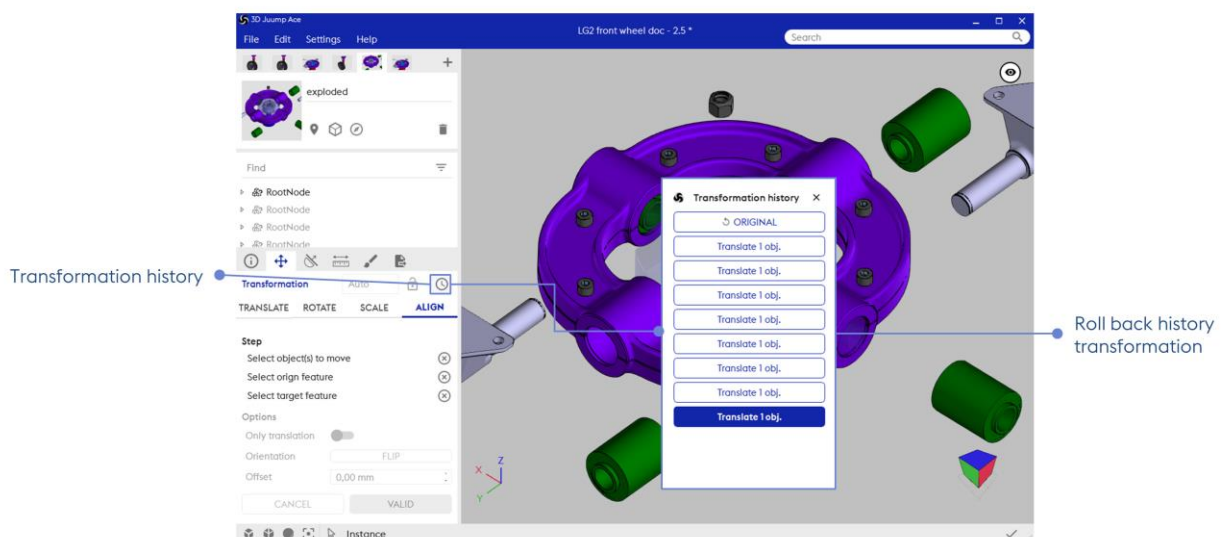 3D Juump Ace
LG2 front wheel doc - 2.5 *
File Edit Settings Help
Search
exploded
Find
RootNode
RootNode
RootNode
RootNode
Transformation history
Transformation Auto
TRANSLATE ROTATE SCALE ALIGN
Step
Select object(s) to move
Select orign feature
Select target feature
Options
Only translation
Orientation FLIP
Offset 0,00 mm
CANCEL VALID
Instance
Transformation history
ORIGINAL
Translate 1 obj.
Translate 1 obj.
Translate 1 obj.
Translate 1 obj.
Translate 1 obj.
Translate 1 obj.
Translate 1 obj.
Translate 1 obj.
Roll back history
transformation
X
Z
Y